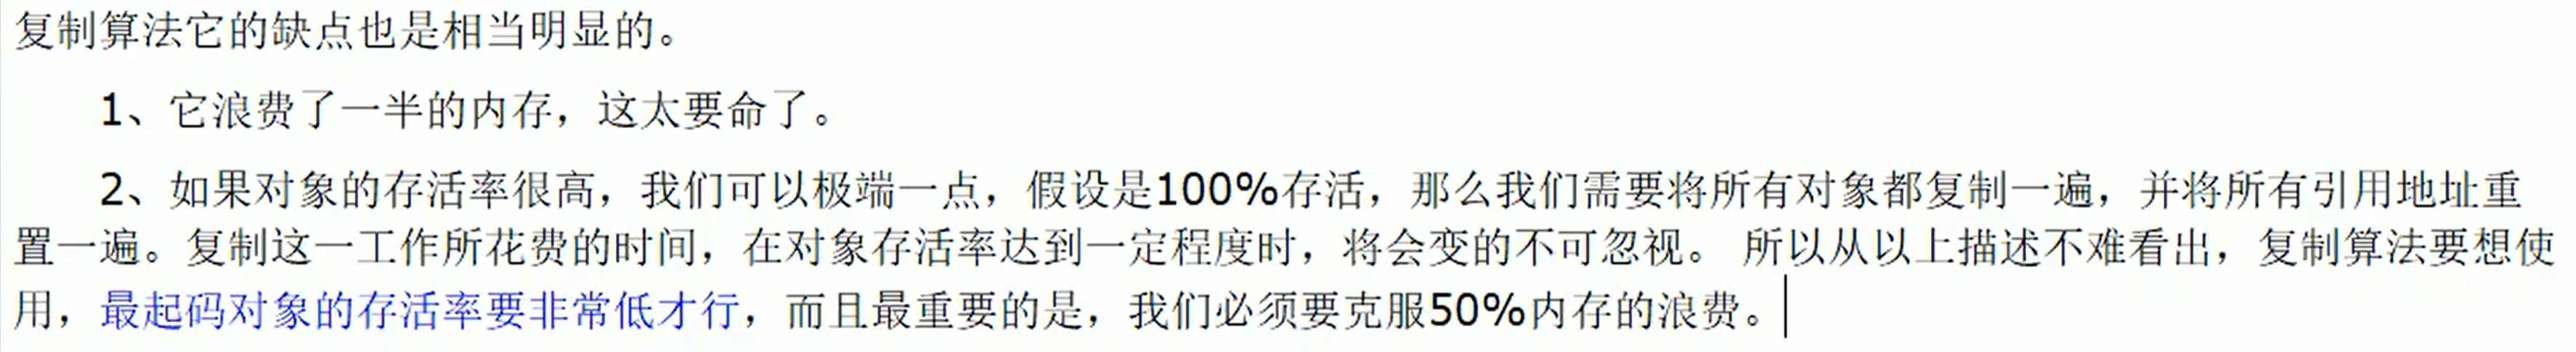 复制算法它的缺点也是相当明显的。
1、它浪费了一半的内存，这太要命了。
2、如果对象的存活率很高，我们可以极端一点，假设是100%存活，那么我们需要将所有对象都复制一遍，并将所有引用地址重
置一遍。复制这一工作所花费的时间，在对象存活率达到一定程度时，将会变的不可忽视。 所以从以上描述不难看出，复制算法要想使
用，最起码对象的存活率要非常低才行，而且最重要的是，我们必须要克服50%内存的浪费。